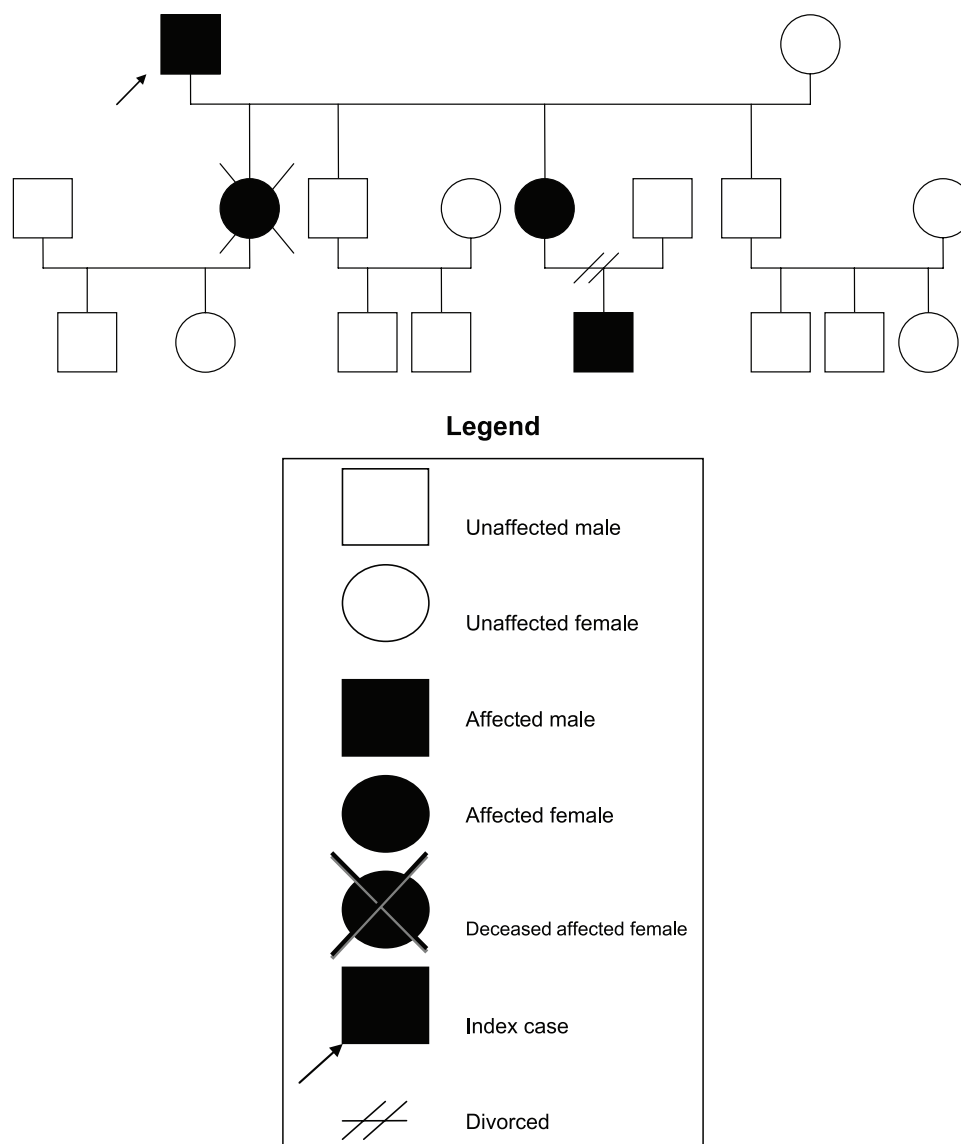 Legend
Unaffected male
Unaffected female
Affected male
Affected female
Deceased affected female
Index case
Divorced